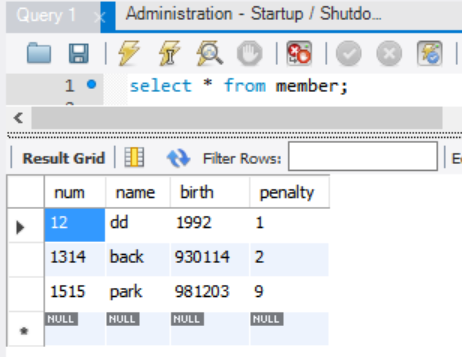 Query 1 x Administration - Startup / Shutdo...
1 select * from member;
Result Grid Filter Rows:
num name birth penalty
12 dd 1992 1
1314 back 930114 2
1515 park 981203 9
NULL NULL NULL NULL